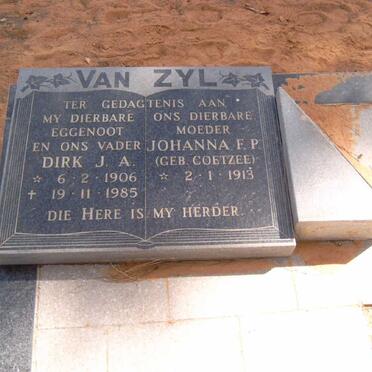 VAN ZYL
TER GEDAGTENIS AAN
MY DIERBARE
EGGENOOT
EN ONS VADER
DIRK J. A.
☆ 6·2·1906
✝ 19·11·1985
ONS DIERBARE
MOEDER
JOHANNA F. P.
(GEB. COETZEE)
☆ 2·1·1913
DIE HERE IS MY HERDER.